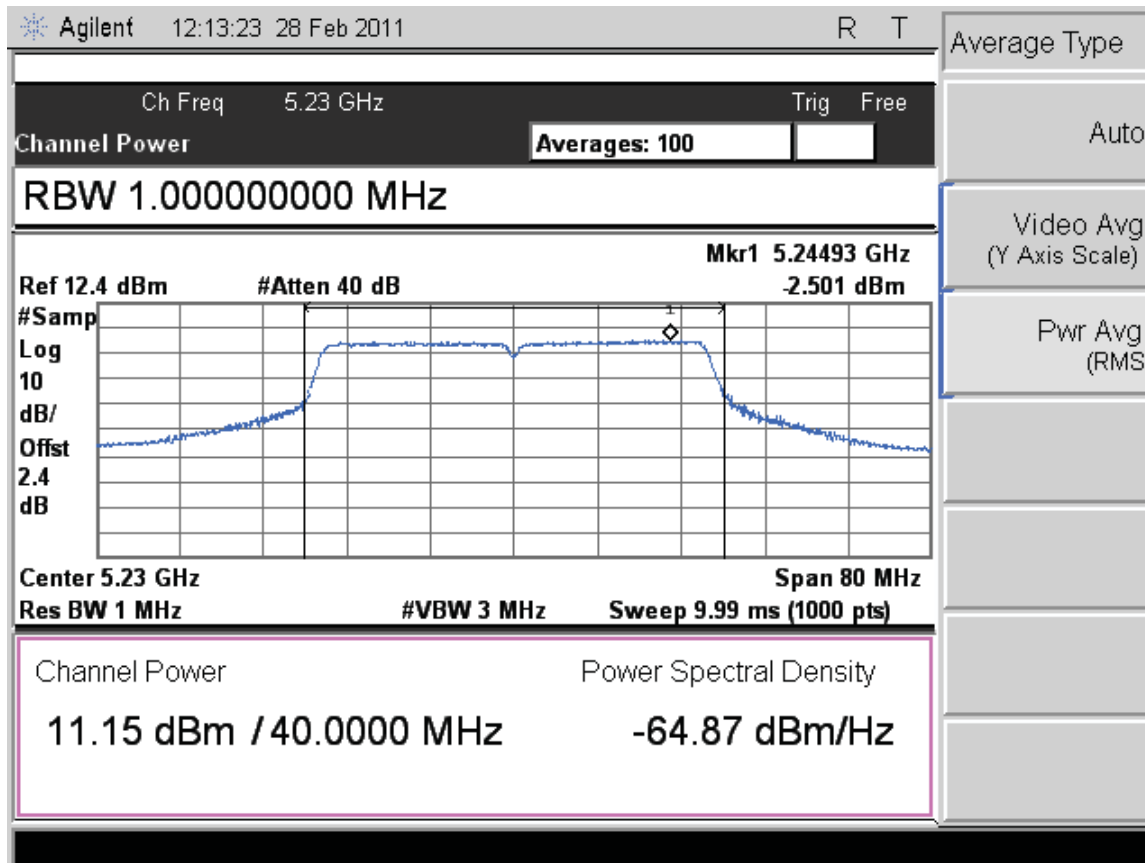 Agilent 12:13:23 28 Feb 2011 R T
Average Type
Ch Freq 5.23 GHz Trig Free
Channel Power Averages: 100
Auto
RBW 1.000000000 MHz
Video Avg
(Y Axis Scale)
Mkr1 5.24493 GHz
Ref 12.4 dBm #Atten 40 dB -2.501 dBm
#Samp
Log
10
dB/
Offst
2.4
dB
1
Pwr Avg
(RMS
Center 5.23 GHz Span 80 MHz
Res BW 1 MHz #VBW 3 MHz Sweep 9.99 ms (1000 pts)
Channel Power Power Spectral Density
11.15 dBm / 40.0000 MHz -64.87 dBm/Hz